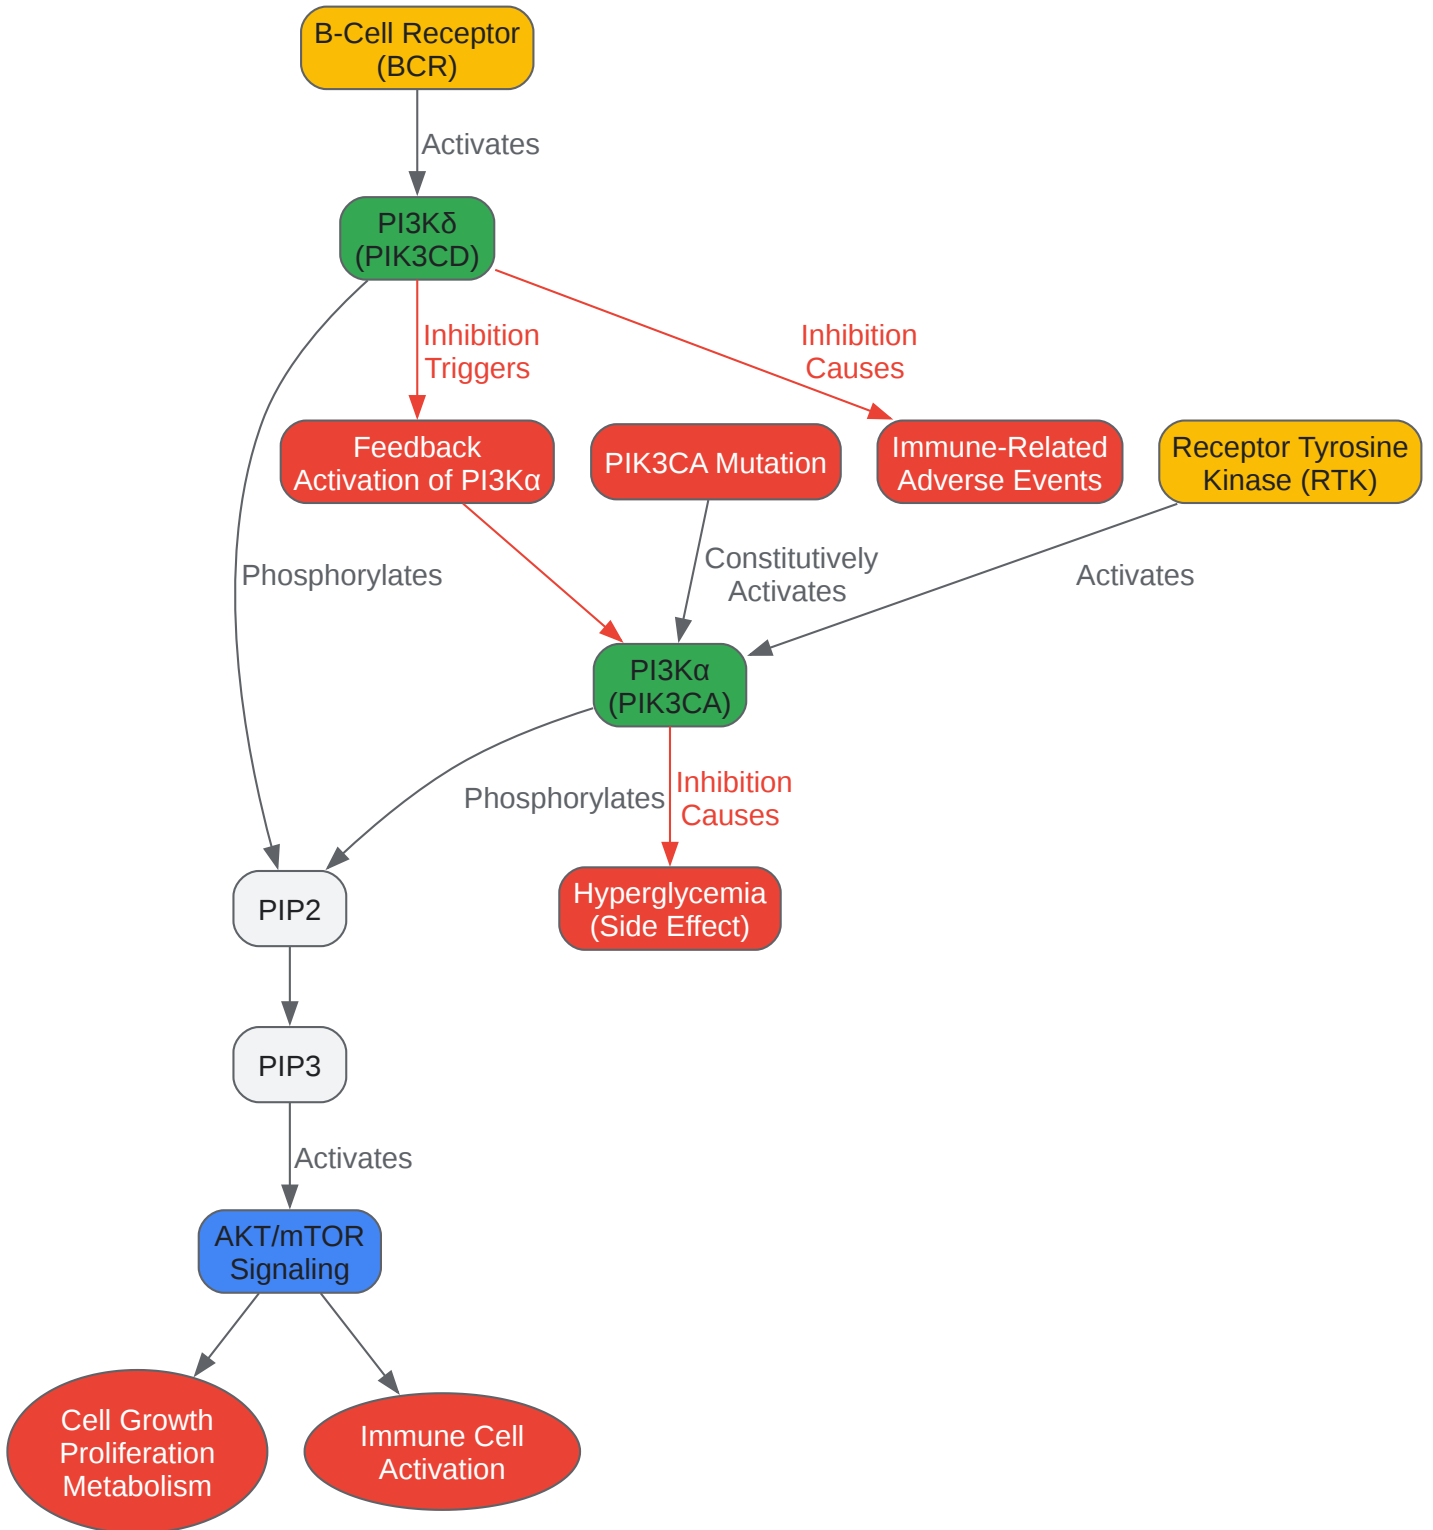 B-Cell Receptor
(BCR)
Activates
PI3Kδ
(PIK3CD)
Inhibition
Triggers
Inhibition
Causes
Feedback
Activation of PI3Kα
PIK3CA Mutation
Immune-Related
Adverse Events
Receptor Tyrosine
Kinase (RTK)
Phosphorylates
Constitutively
Activates
Activates
PI3Kα
(PIK3CA)
Phosphorylates
Inhibition
Causes
PIP2
Hyperglycemia
(Side Effect)
PIP3
Activates
AKT/mTOR
Signaling
Cell Growth
Proliferation
Metabolism
Immune Cell
Activation